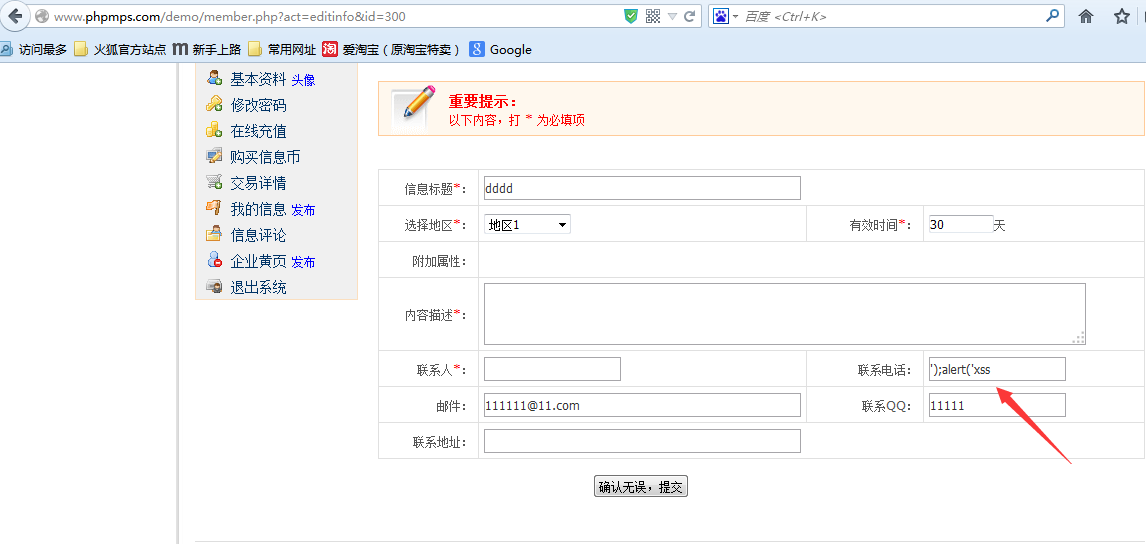 www.phpmps.com/demo/member.php?act=editinfo&id=300
百度 <Ctrl+K>
访问最多 火狐官方站点 新手上路 常用网址 爱淘宝（原淘宝特卖） Google
基本资料 头像
修改密码
在线充值
购买信息币
交易详情
我的信息 发布
信息评论
企业黄页 发布
退出系统
重要提示：
以下内容，打 * 为必填项
信息标题*： dddd
选择地区*： 地区1 有效时间*： 30 天
附加属性：
内容描述*：
联系人*： 联系电话： ');alert('xss
邮件： 111111@11.com 联系QQ： 11111
联系地址：
确认无误，提交